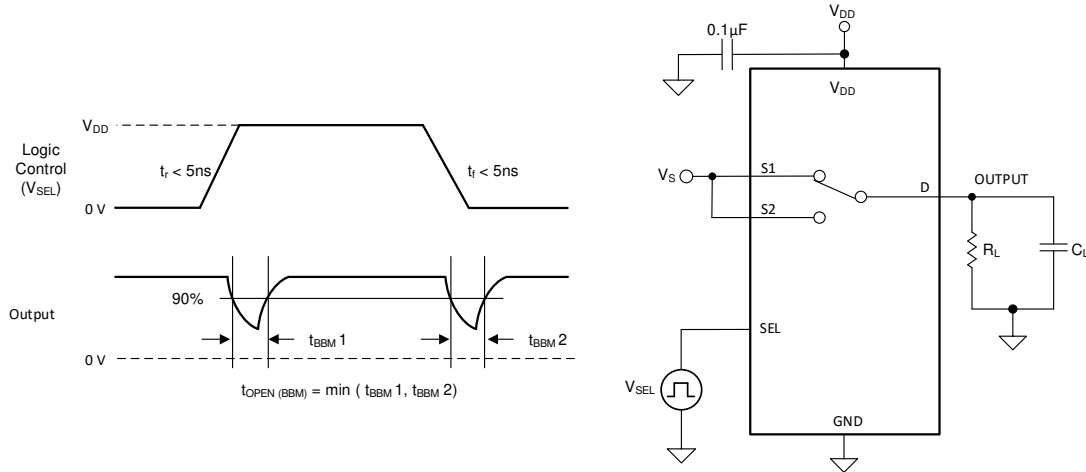 V_DD
Logic
Control
(V_SEL)
t_r < 5ns
t_f < 5ns
0 V
Output
90%
t_BBM 1
t_BBM 2
0 V
t_OPEN (BBM) = min ( t_BBM 1, t_BBM 2)
V_DD
0.1µF
V_DD
V_S
S1
S2
D
OUTPUT
R_L
C_L
SEL
V_SEL
GND